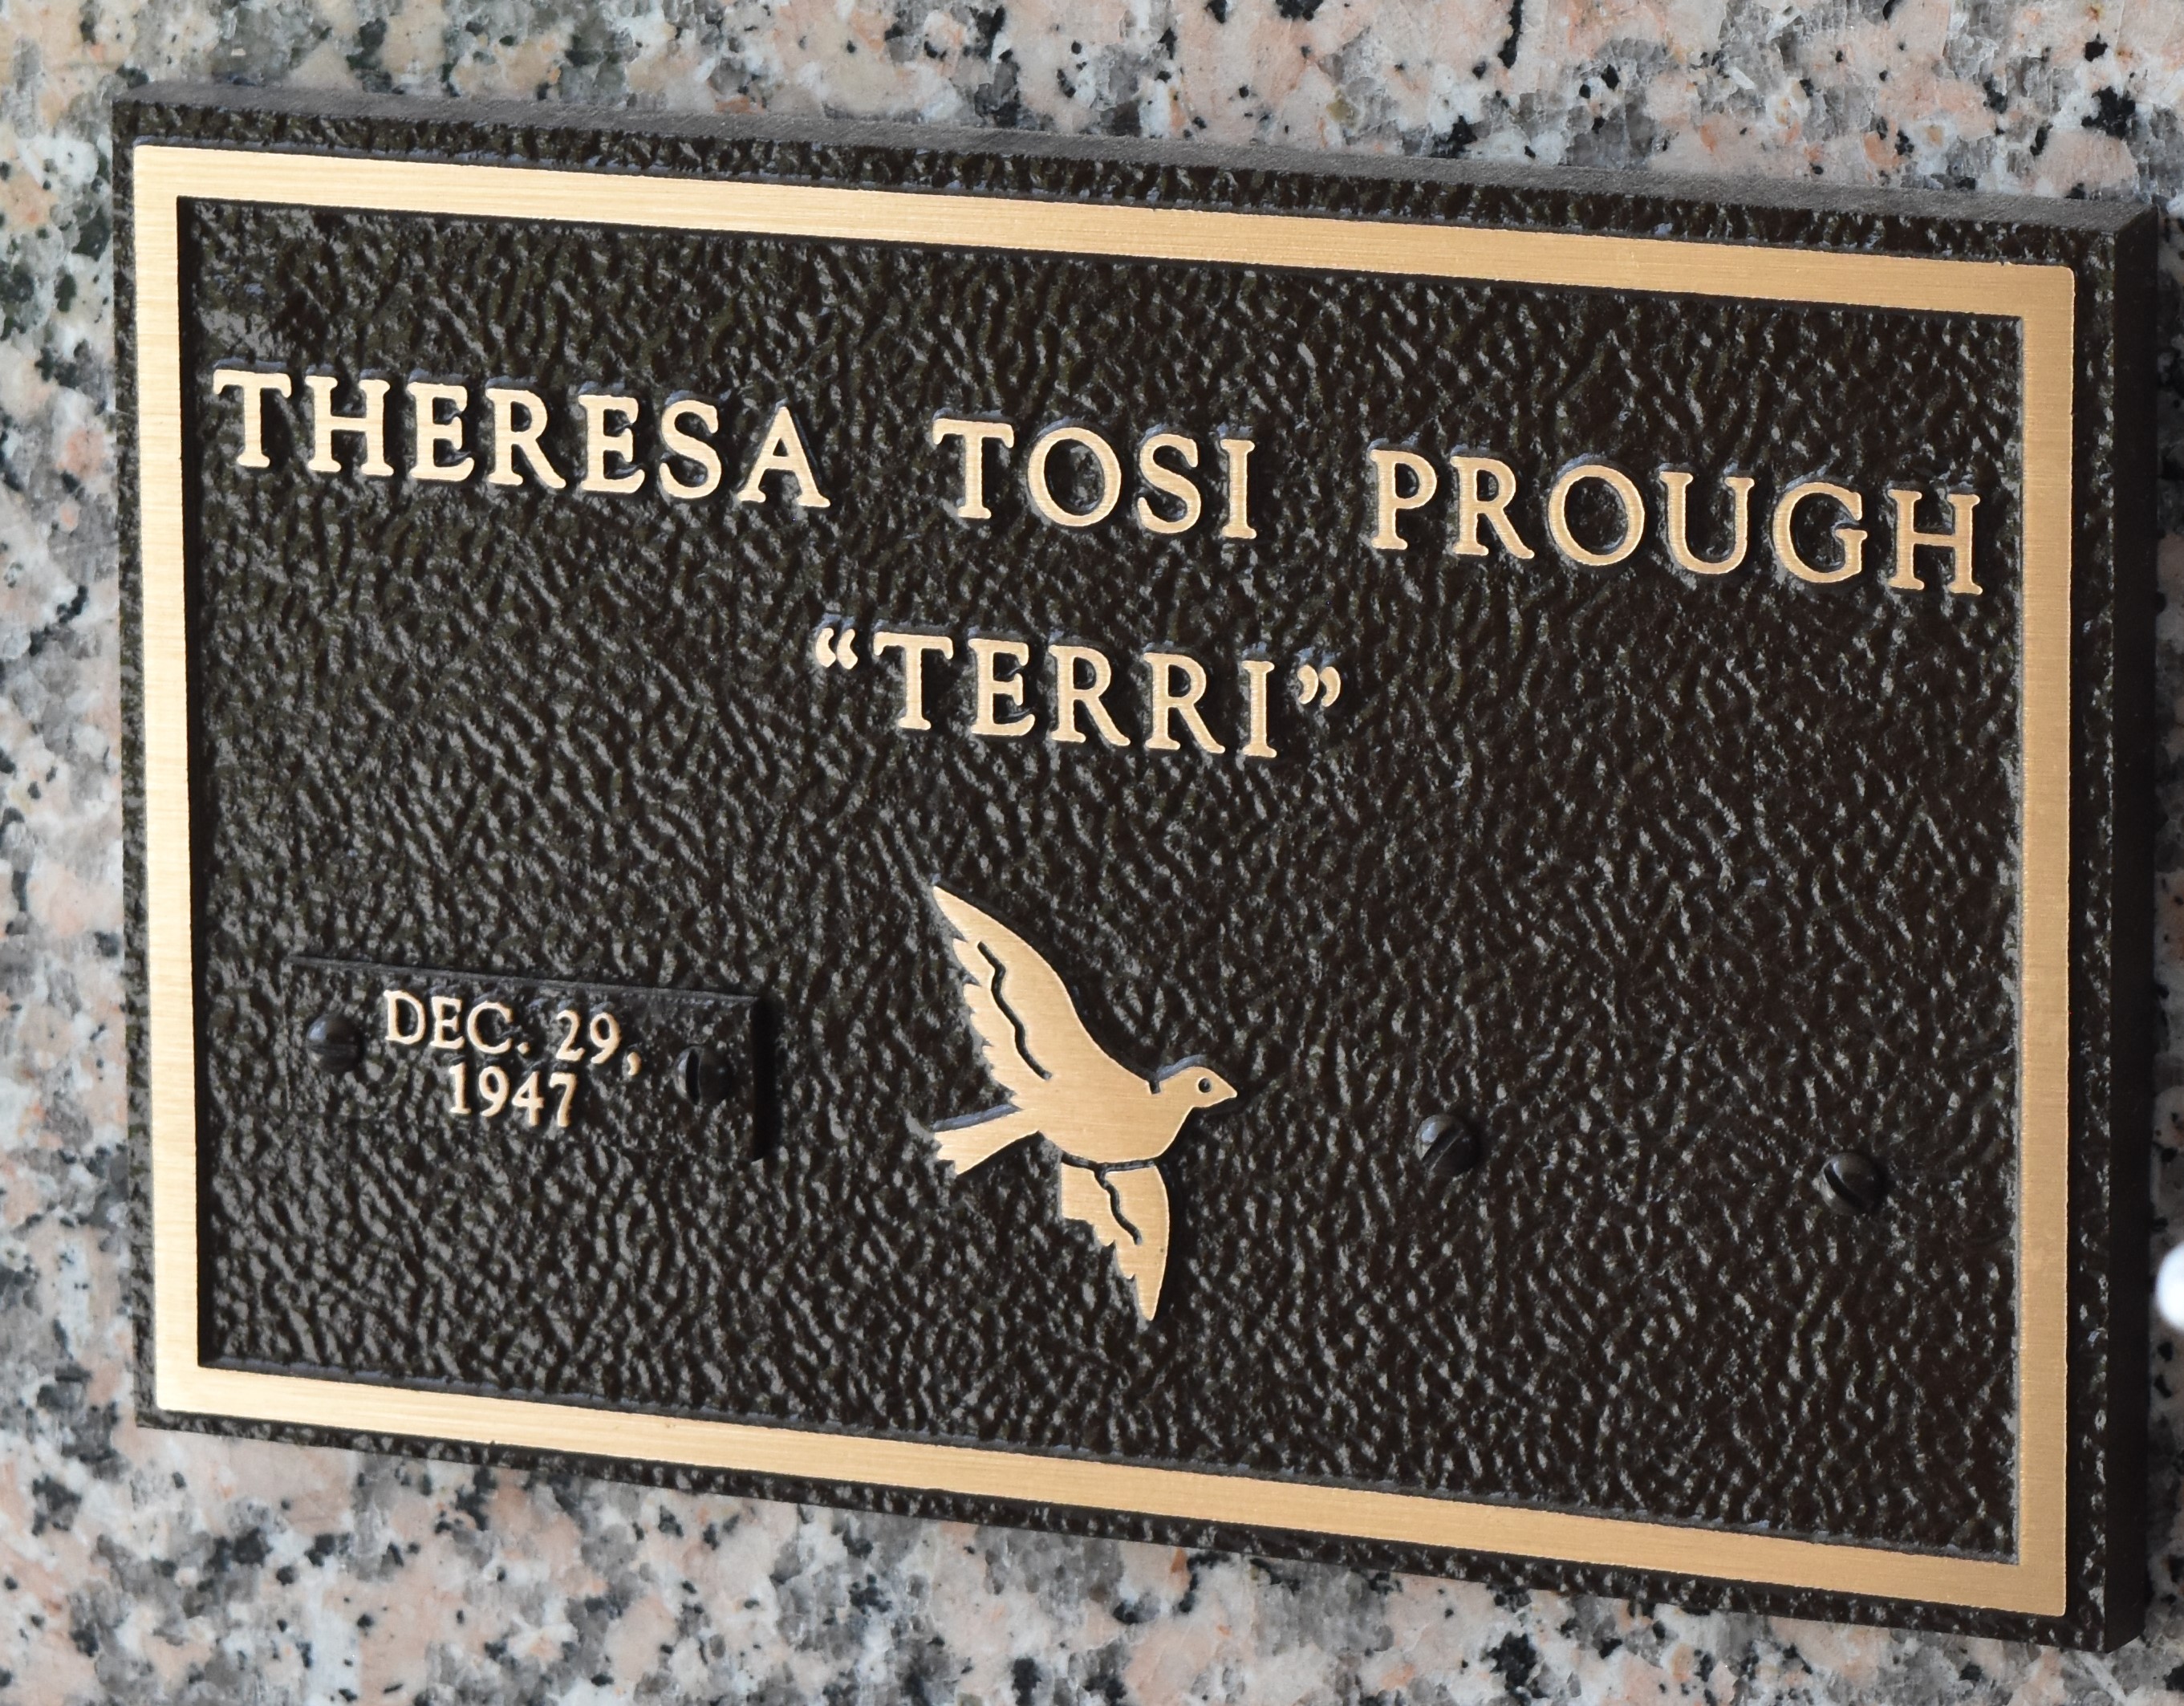 THERESA TOSI PROUGH
“TERRI”
DEC. 29,
1947